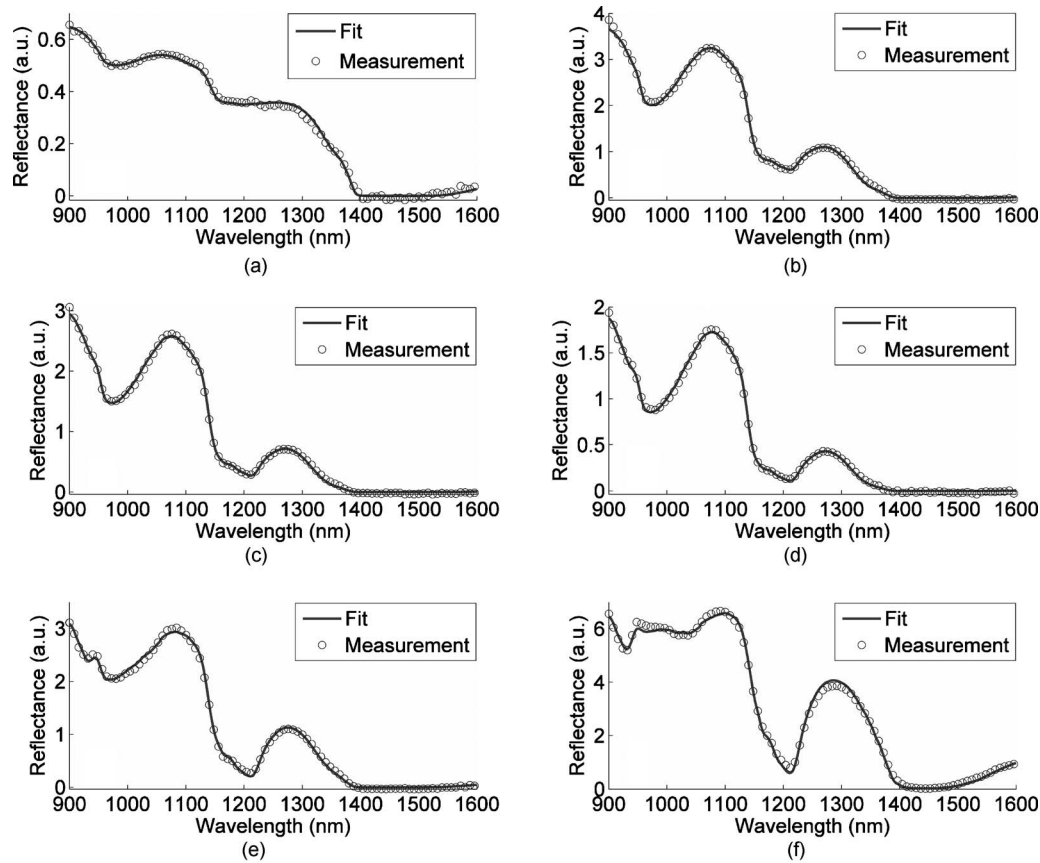 Fit
Measurement
Reflectance (a.u.)
0.6
0.4
0.2
0
900 1000 1100 1200 1300 1400 1500 1600
Wavelength (nm)
(a)
Fit
Measurement
Reflectance (a.u.)
4
3
2
1
0
900 1000 1100 1200 1300 1400 1500 1600
Wavelength (nm)
(b)
Fit
Measurement
Reflectance (a.u.)
3
2
1
0
900 1000 1100 1200 1300 1400 1500 1600
Wavelength (nm)
(c)
Fit
Measurement
Reflectance (a.u.)
2
1.5
1
0.5
0
900 1000 1100 1200 1300 1400 1500 1600
Wavelength (nm)
(d)
Fit
Measurement
Reflectance (a.u.)
3
2
1
0
900 1000 1100 1200 1300 1400 1500 1600
Wavelength (nm)
(e)
Fit
Measurement
Reflectance (a.u.)
6
4
2
0
900 1000 1100 1200 1300 1400 1500 1600
Wavelength (nm)
(f)